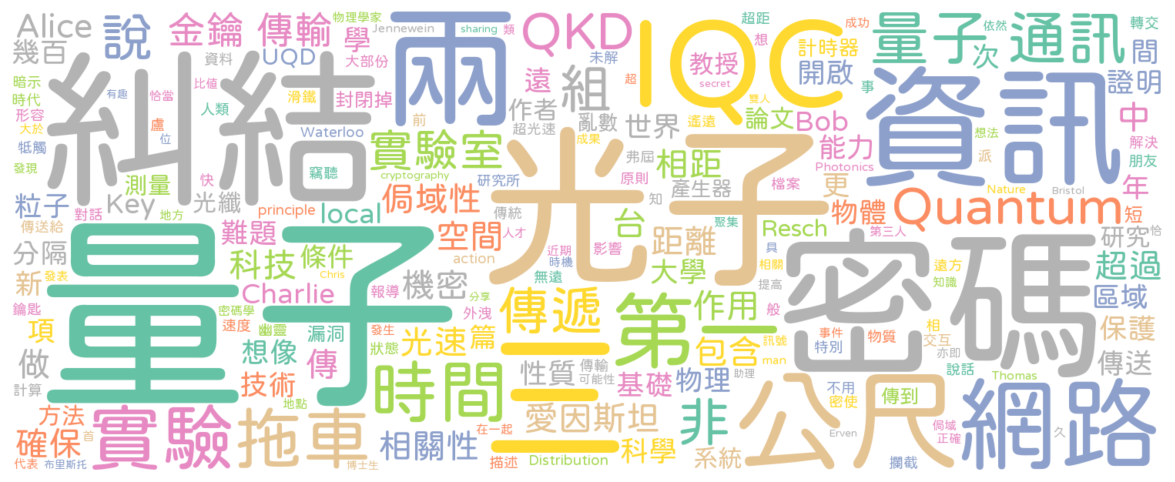 Alice 說 金鑰 傳輸 物理學家 Jennewein sharing 類 兩 QKD IQC 超距 成功 依然 轉交 量子 通訊
幾百 UQD 資料 學 大部份 未解 想 計時器 次 間
糾結 暗示 有趣 比值 恰當 滑鐵 封閉掉 遠 組 教授 secret 開啟 事 資訊 證明
時代 形容 人類 前 作者 亂數 世界 雙人 遙遠 論文 Bob 想法 中
大於 盧 位 Waterloo 實驗室 超光速 成果 光子 能力 派 解決
牴觸 發現 竊聽 cryptography 研究所 弗屈 相距 原則 檔案 Photonics 朋友
粒子 測量 快 Key 光纖 侷域性 傳統 知 產生器 更 Nature Bristol 年
傳送給 對話 地方 principle local 人才 台 聚集 物體 Quantum 短
分隔 難題 條件 空間 action 近期 時機 影響 距離 Resch 第三人 具 密碼 遠方 知識 研究 恰
量子 新 發表 科技 Chris 無遠 大學 相關 提高 超過
鑰匙 密碼學 Charlie 報導 機密 外洩 分享 傳遞 第一 作用 般 區域
項 速度 幽靈 漏洞 發生 光速 篇 訊號 事件 物質 相 交互
做 想像 傳 狀態 二 性質 傳輸 可能性 包含 man 特別 亦即 保護
計算 技術 地點 時間 基礎 物理 助理 說話 Thomas 傳送
方法 首 實驗 拖車 愛因斯坦 非 公尺 不用 密使 傳到 網路
確保 相關性 在一起 科學 侷域 正確 久
代表 布里斯托 博士生 描述 Distribution 系統 Erven 攔截